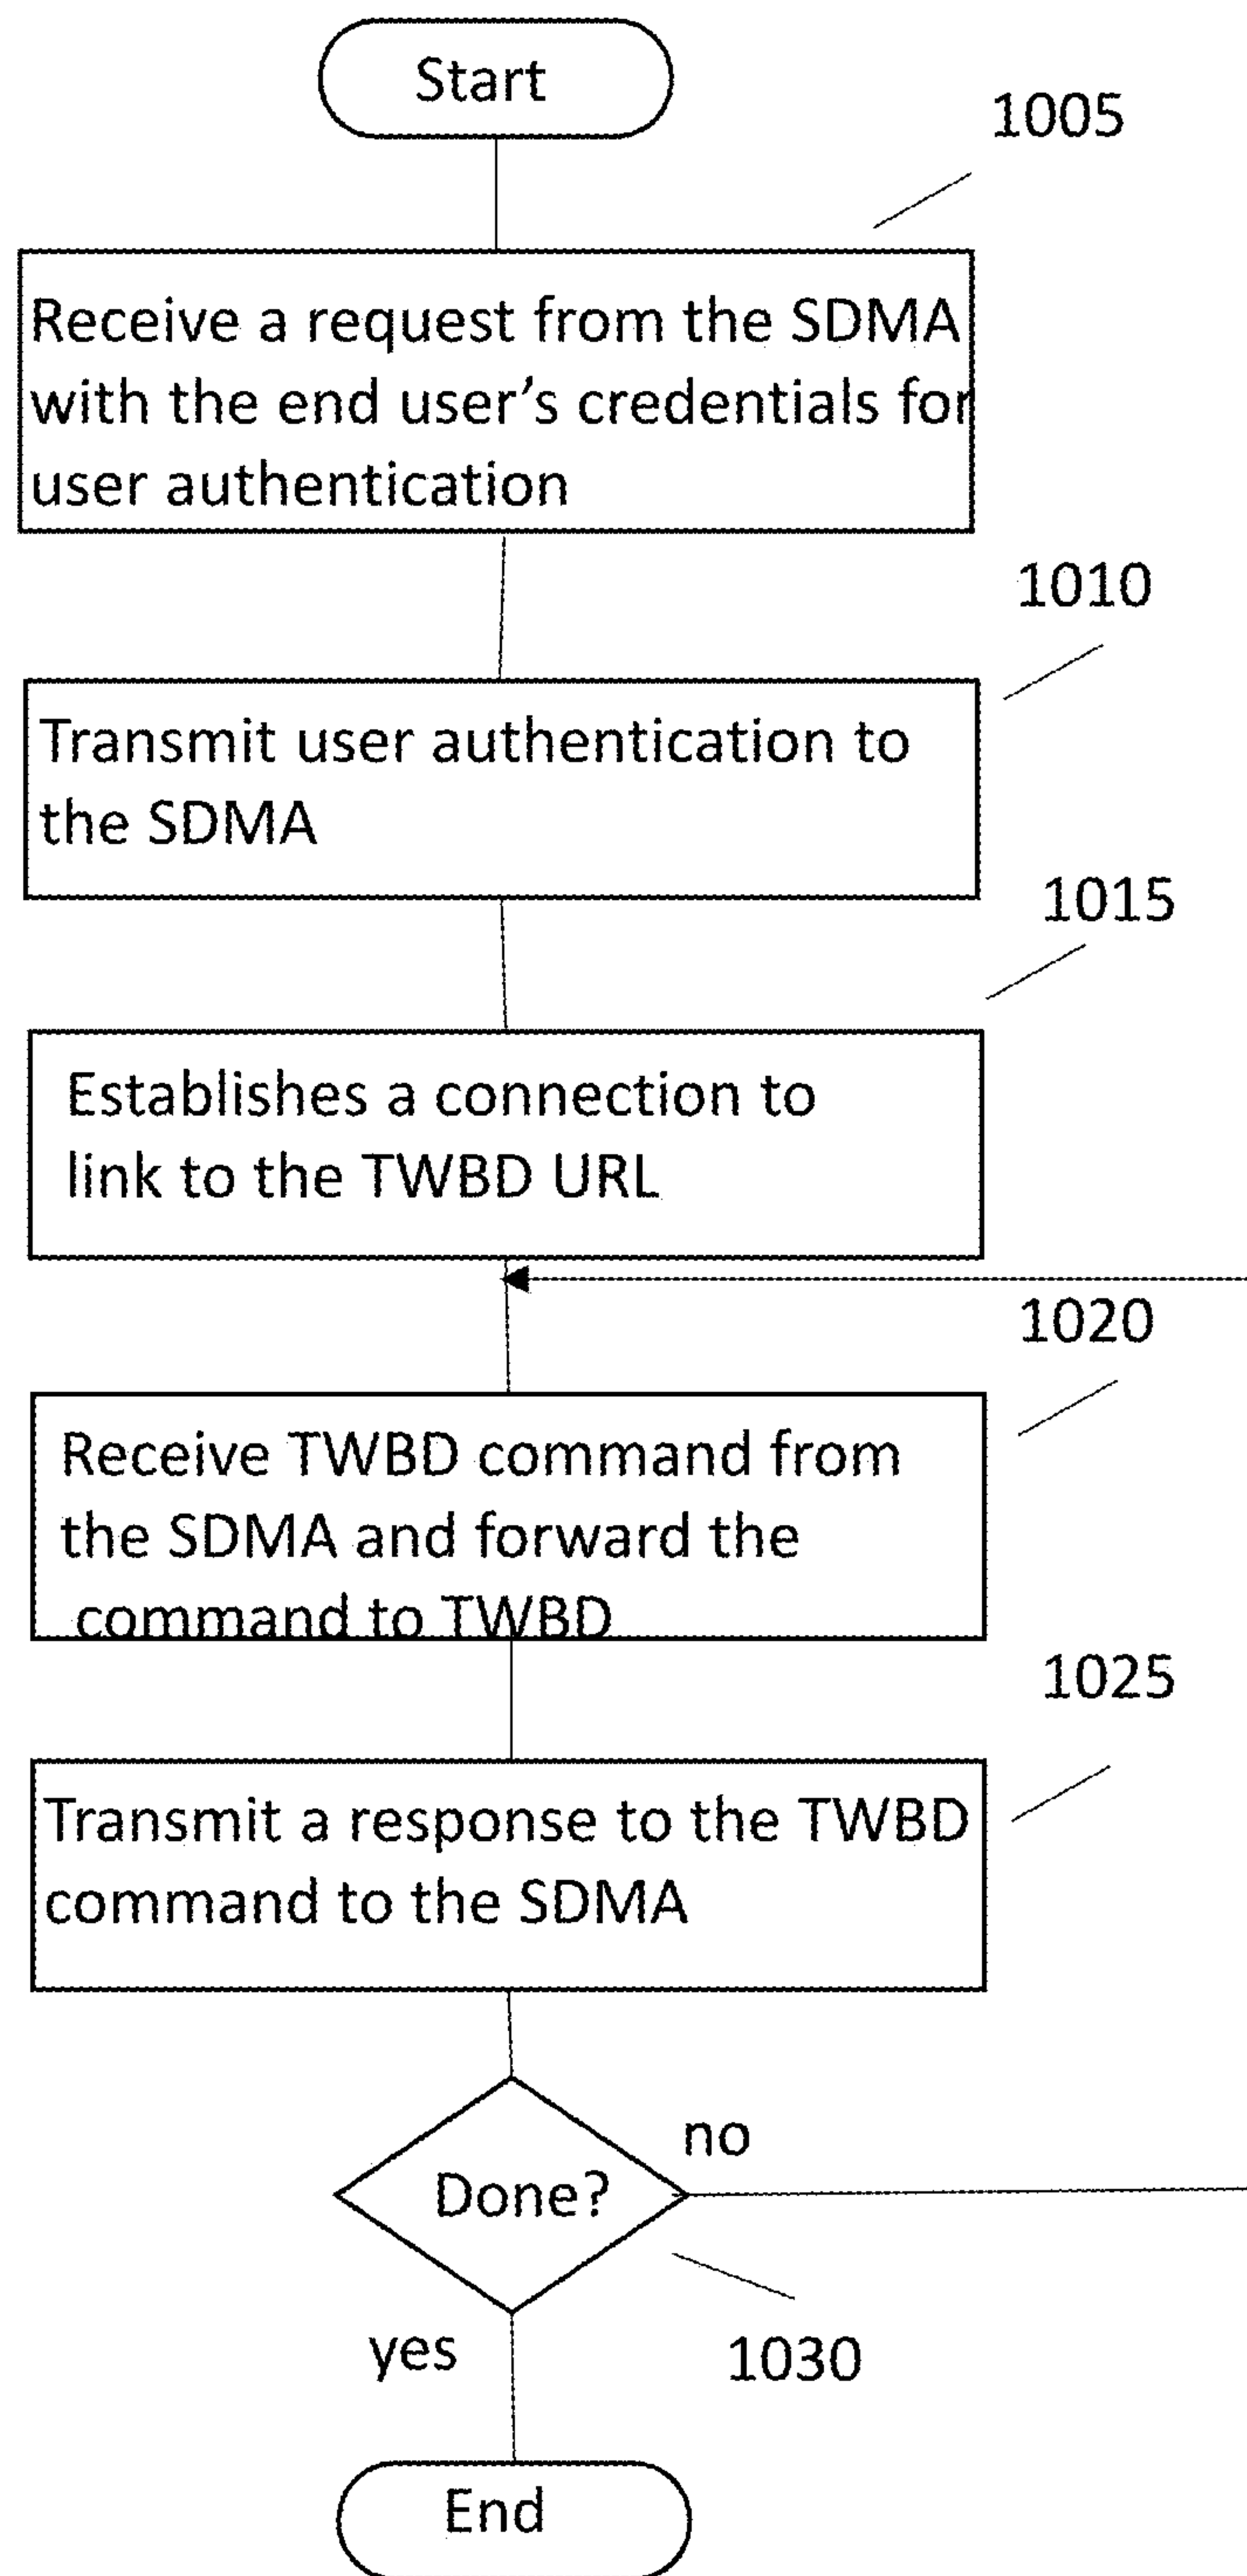 Start
1005
Receive a request from the SDMA
with the end user’s credentials for
user authentication
1010
Transmit user authentication to
the SDMA
1015
Establishes a connection to
link to the TWBD URL
1020
Receive TWBD command from
the SDMA and forward the
command to TWBD
1025
Transmit a response to the TWBD
command to the SDMA
no
Done?
yes
1030
End